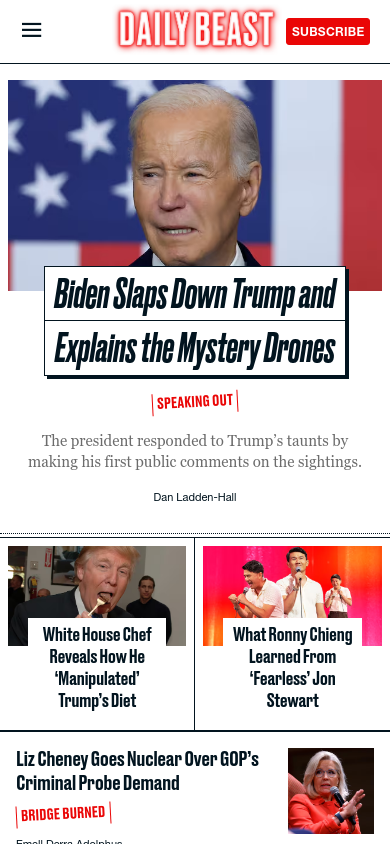 DAILY BEAST
SUBSCRIBE
Biden Slaps Down Trump and
Explains the Mystery Drones
SPEAKING OUT
The president responded to Trump's taunts by
making his first public comments on the sightings.
Dan Ladden-Hall
White House Chef
Reveals How He
‘Manipulated’
Trump’s Diet
What Ronny Chieng
Learned From
‘Fearless’ Jon
Stewart
Liz Cheney Goes Nuclear Over GOP’s
Criminal Probe Demand
BRIDGE BURNED